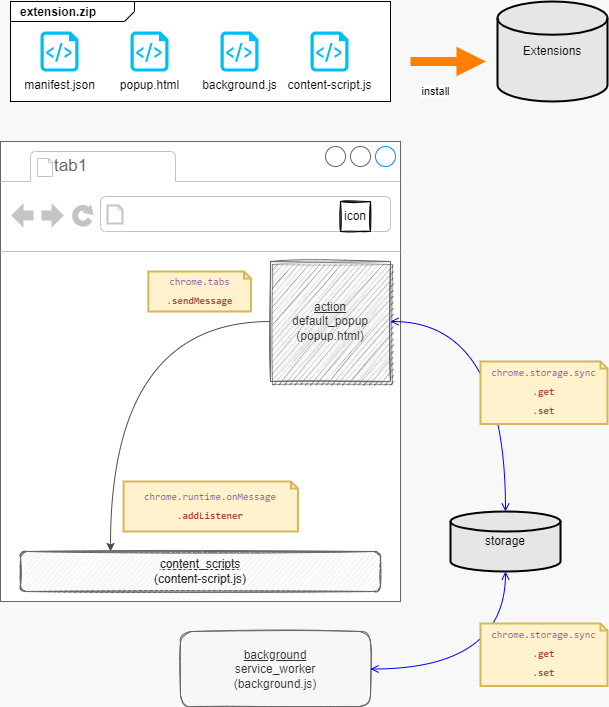 extension.zip
manifest.json
popup.html
background.js
content-script.js
install
Extensions
tab1
icon
chrome.tabs
.sendMessage
action
default_popup
(popup.html)
chrome.storage.sync
.get
.set
chrome.runtime.onMessage
.addListener
storage
content_scripts
(content-script.js)
chrome.storage.sync
.get
.set
background
service_worker
(background.js)